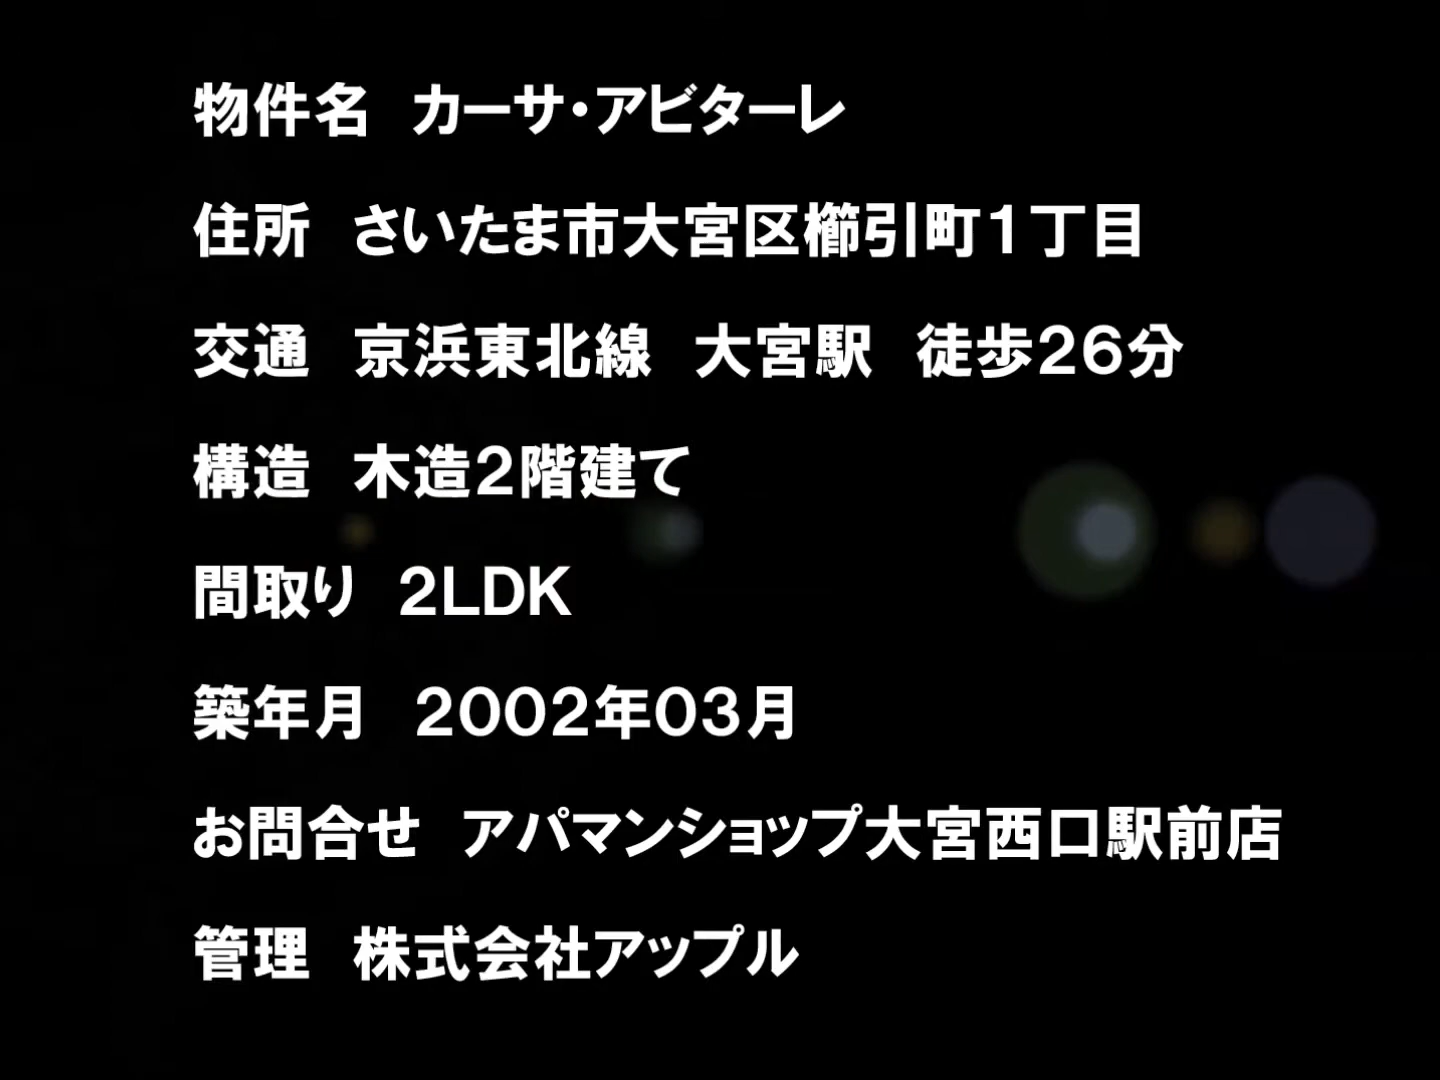 物件名　カーサ・アビターレ
住所　さいたま市大宮区櫛引町1丁目
交通　京浜東北線　大宮駅　徒歩26分
構造　木造2階建て
間取り　2LDK
築年月　2002年03月
お問合せ　アパマンショップ大宮西口駅前店
管理　株式会社アップル